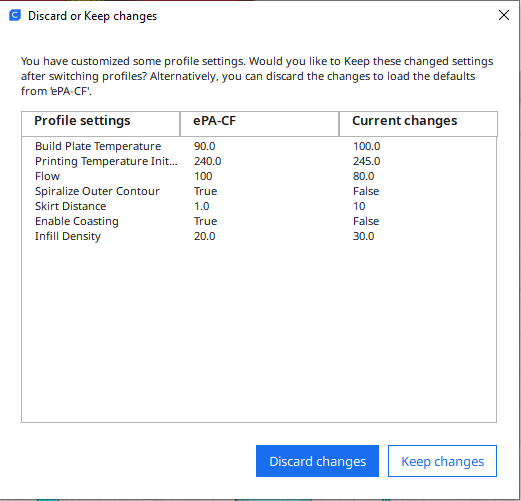 Discard or Keep changes
You have customized some profile settings. Would you like to Keep these changed settings
after switching profiles? Alternatively, you can discard the changes to load the defaults
from 'ePA-CF'.
Profile settings ePA-CF Current changes
Build Plate Temperature 90.0 100.0
Printing Temperature Init... 240.0 245.0
Flow 100 80.0
Spiralize Outer Contour True False
Skirt Distance 1.0 10
Enable Coasting True False
Infill Density 20.0 30.0
Discard changes Keep changes